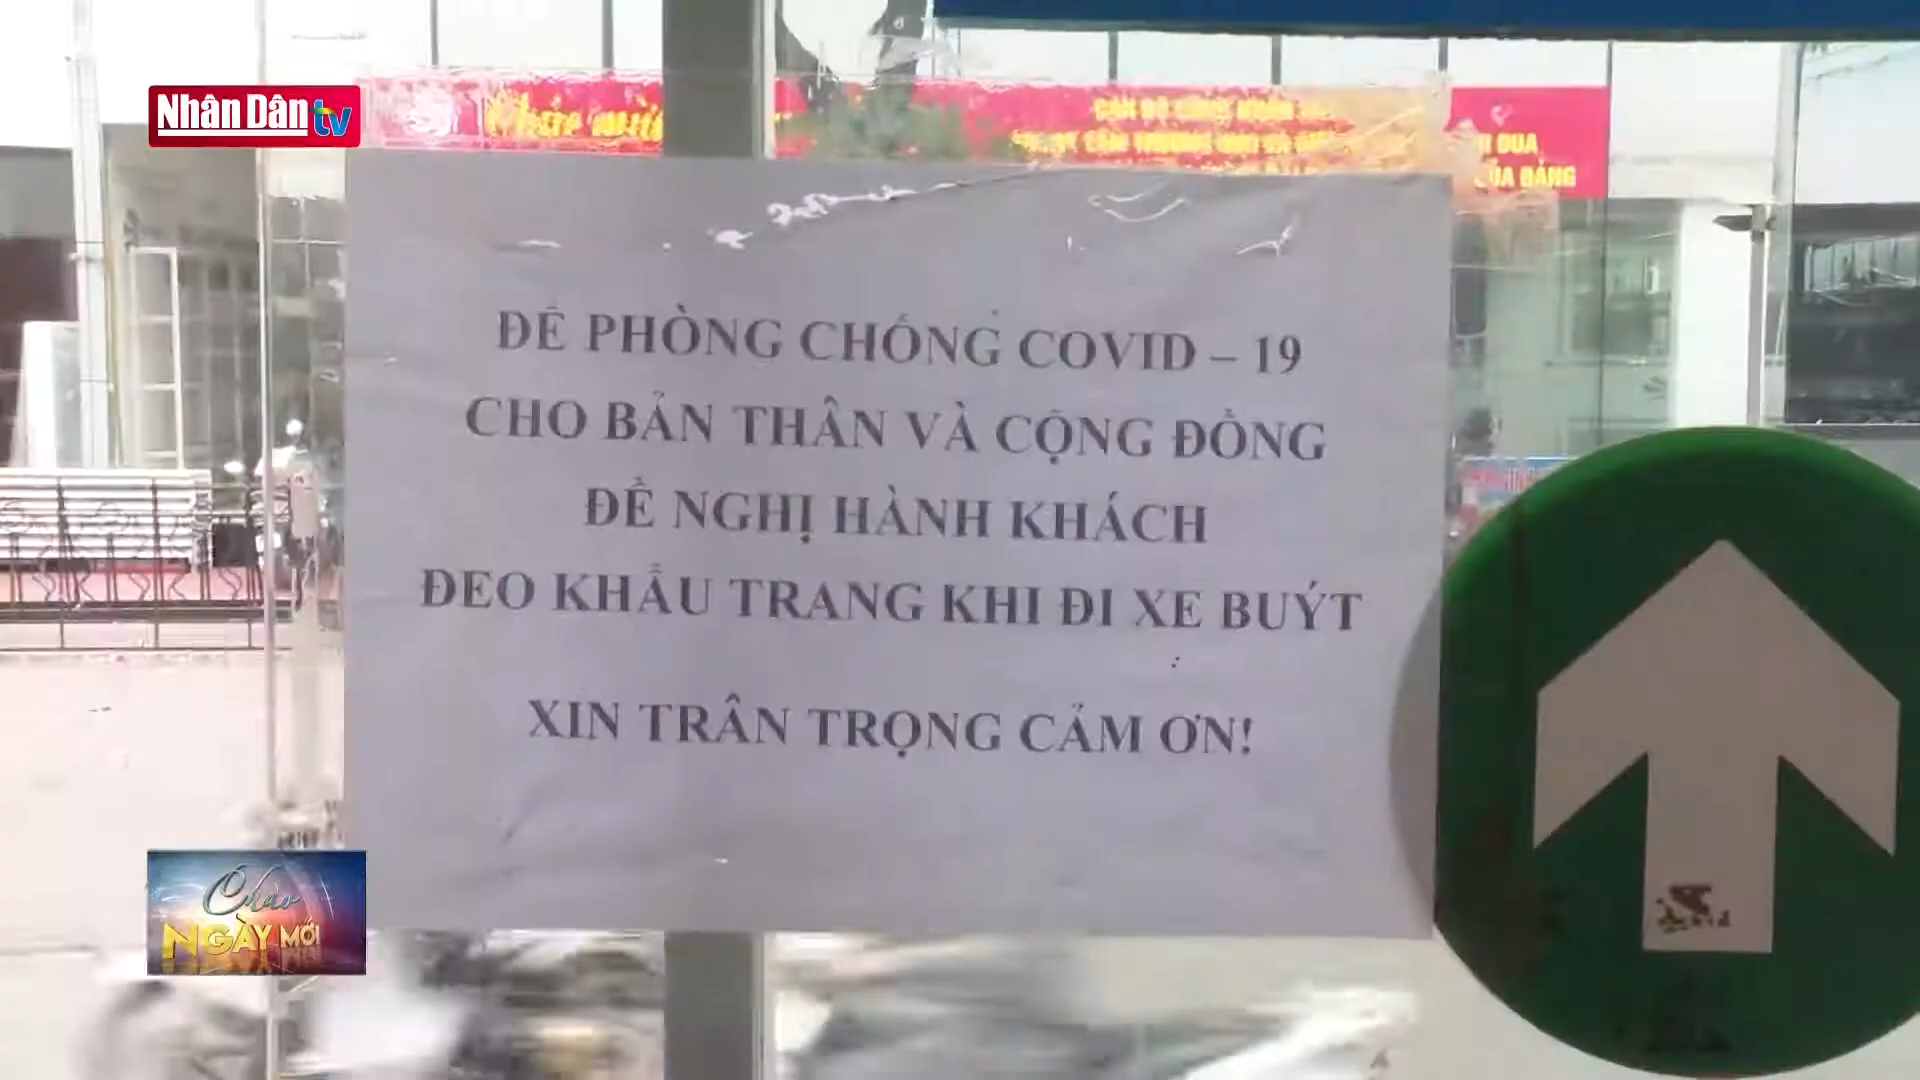 Nhân Dân tv
ĐỂ PHÒNG CHỐNG COVID – 19
CHO BẢN THÂN VÀ CỘNG ĐỒNG
ĐỀ NGHỊ HÀNH KHÁCH
ĐEO KHẨU TRANG KHI ĐI XE BUÝT
XIN TRÂN TRỌNG CẢM ƠN!
Chào
NGÀY MỚI